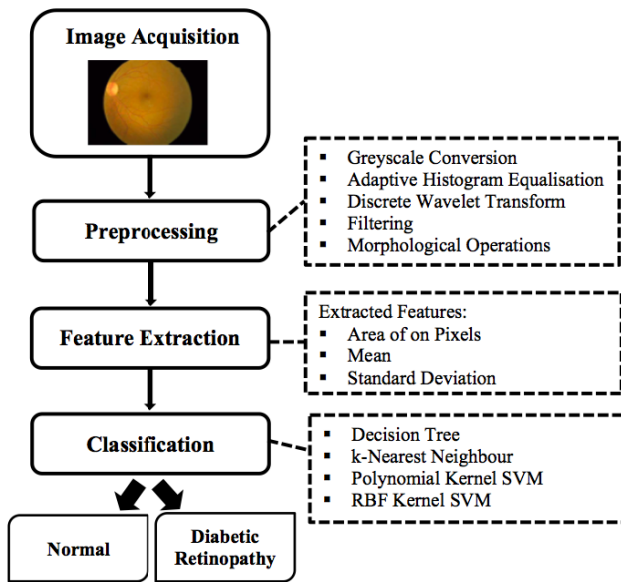 Image Acquisition
▪ Greyscale Conversion
▪ Adaptive Histogram Equalisation
▪ Discrete Wavelet Transform
▪ Filtering
▪ Morphological Operations
Preprocessing
Feature Extraction
Extracted Features:
▪ Area of on Pixels
▪ Mean
▪ Standard Deviation
Classification
▪ Decision Tree
▪ k-Nearest Neighbour
▪ Polynomial Kernel SVM
▪ RBF Kernel SVM
Normal
Diabetic
Retinopathy